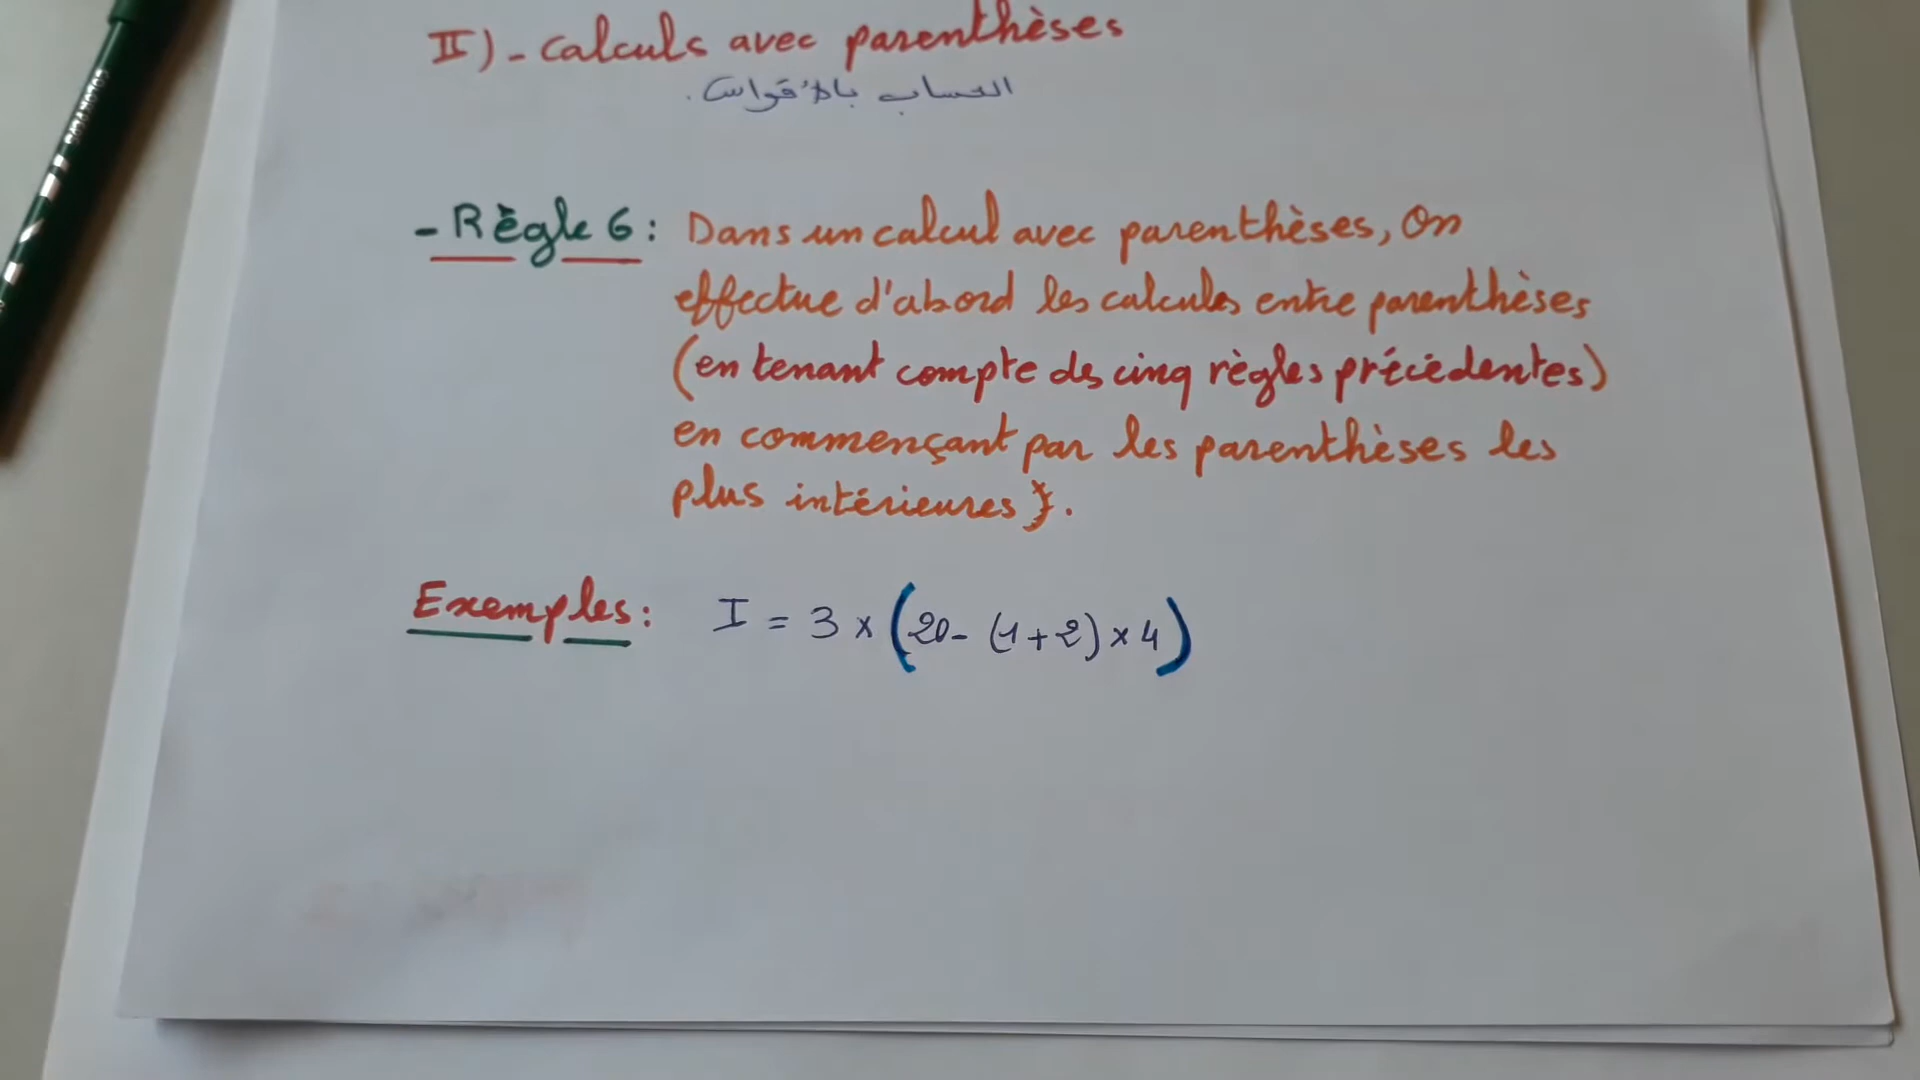 II) - Calculs avec parenthèses
الحساب بالأقواس.
- Règle 6 : Dans un calcul avec parenthèses, On
effectue d'abord les calculs entre parenthèses
(en tenant compte des cinq règles précédentes)
en commençant par les parenthèses les
plus intérieures }.
Exemples : I = 3 × (20 - (1 + 2) × 4)